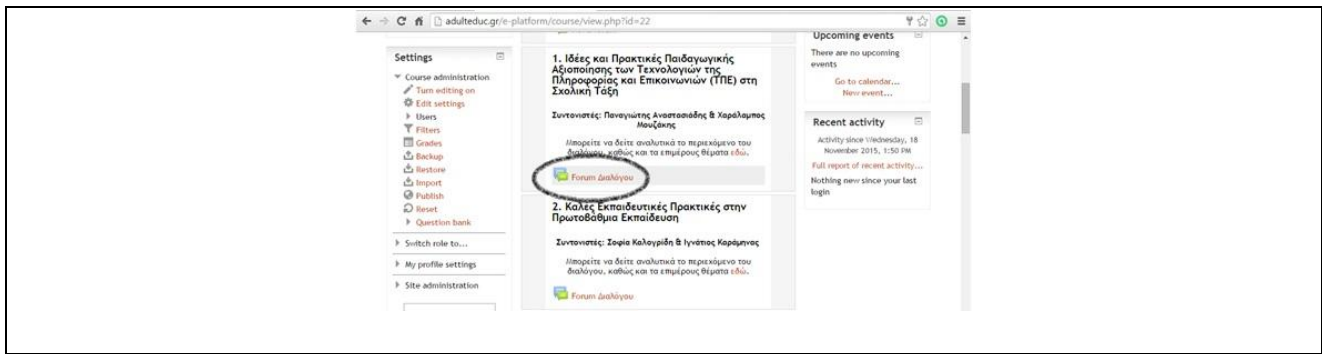 adulteduc.gr/e-platform/course/view.php?id=22
Settings
Course administration
Turn editing on
Edit settings
Users
Filters
Grades
Backup
Restore
Import
Publish
Reset
Question bank
Switch role to...
My profile settings
Site administration
1. Ιδέες και Πρακτικές Παιδαγωγικής
Αξιοποίησης των Τεχνολογιών της
Πληροφορίας και Επικοινωνιών (ΤΠΕ) στη
Σχολική Τάξη
Συντονιστές: Παναγιώτης Αναστασιάδης & Χαράλαμπος
Μουζάκης
Μπορείτε να δείτε αναλυτικά το περιεχόμενο του
διαλόγου, καθώς και τα επιμέρους θέματα εδώ.
Forum Διαλόγου
2. Καλές Εκπαιδευτικές Πρακτικές στην
Πρωτοβάθμια Εκπαίδευση
Συντονιστές: Σοφία Καλογρίδη & Ιγνάτιος Καράμηνας
Μπορείτε να δείτε αναλυτικά το περιεχόμενο του
διαλόγου, καθώς και τα επιμέρους θέματα εδώ.
Forum Διαλόγου
Upcoming events
There are no upcoming
events
Go to calendar...
New event...
Recent activity
Activity since Wednesday, 18
November 2015, 1:50 PM
Full report of recent activity...
Nothing new since your last
login